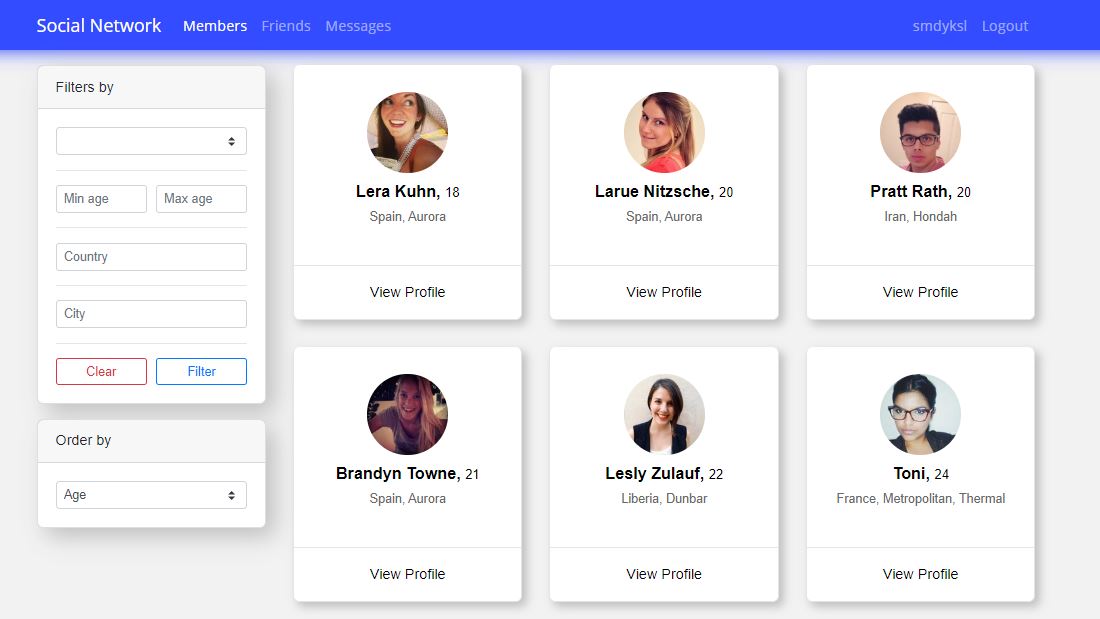 Social Network Members Friends Messages smdyksl Logout
Filters by
Min age Max age
Country
City
Clear Filter
Order by
Age
Lera Kuhn, 18
Spain, Aurora
View Profile
Larue Nitzsche, 20
Spain, Aurora
View Profile
Pratt Rath, 20
Iran, Hondah
View Profile
Brandyn Towne, 21
Spain, Aurora
View Profile
Lesly Zulauf, 22
Liberia, Dunbar
View Profile
Toni, 24
France, Metropolitan, Thermal
View Profile